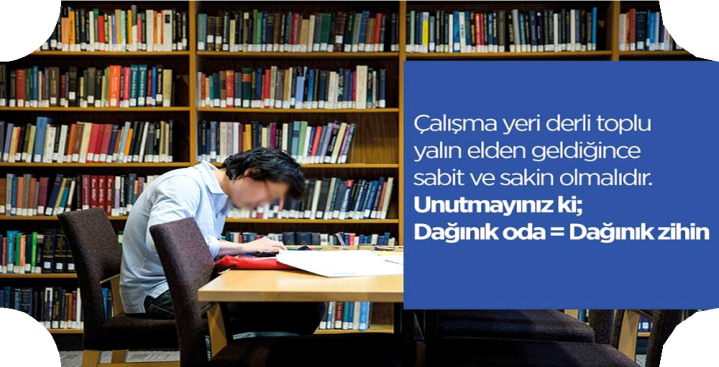 Çalışma yeri derli toplu
yalın elden geldiğince
sabit ve sakin olmalıdır.
Unutmayınız ki;
Dağınık oda = Dağınık zihin